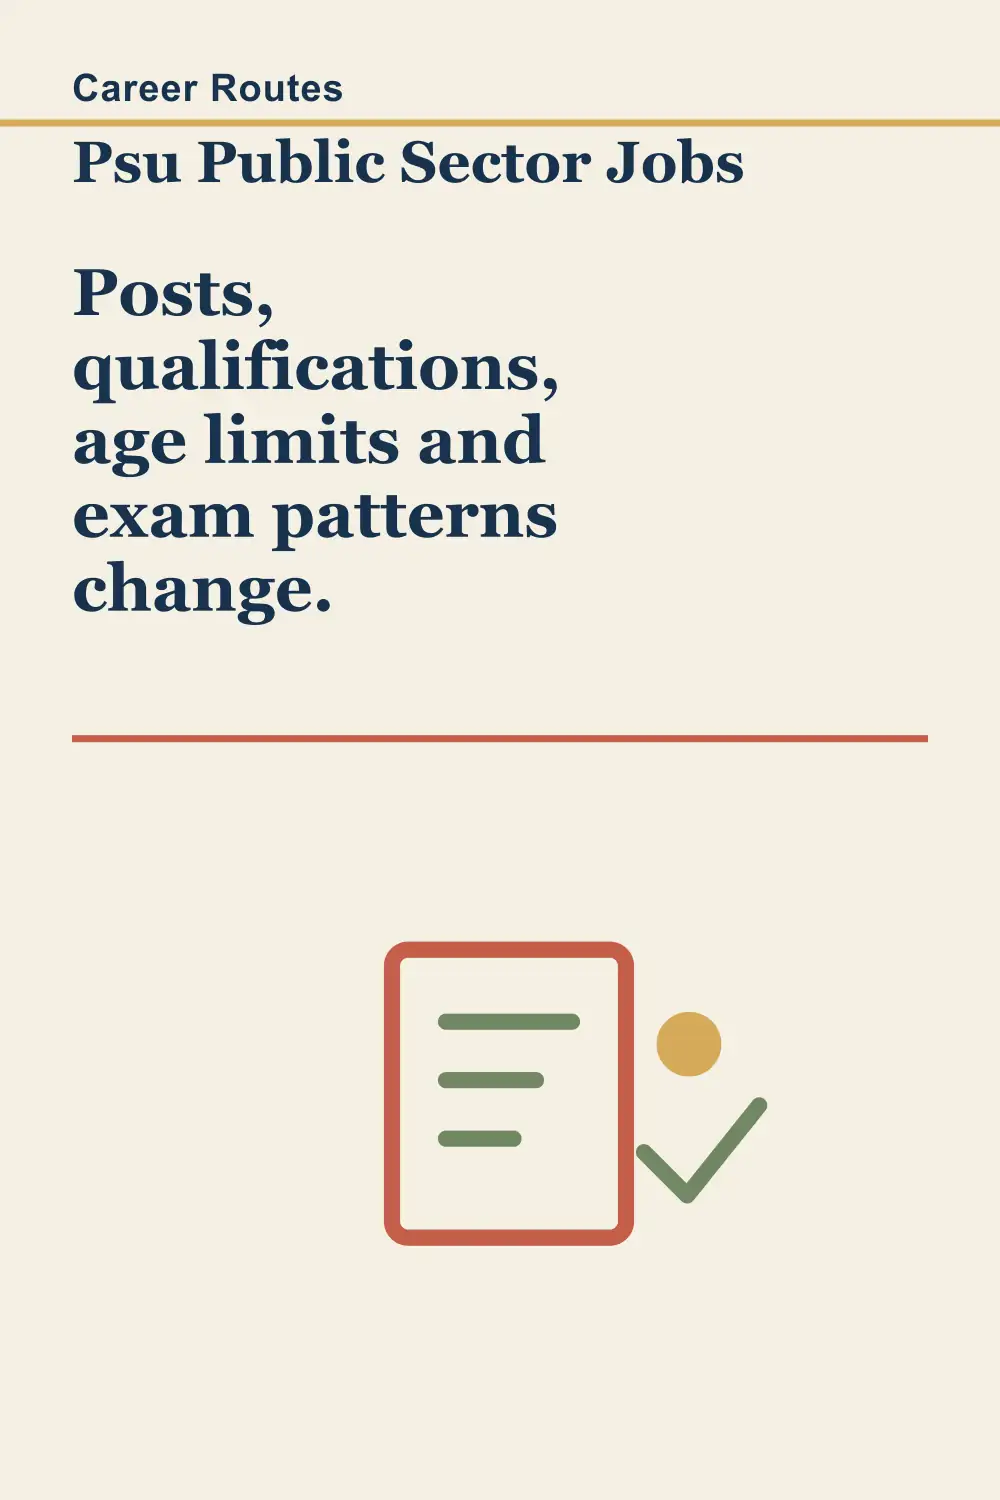 Career Routes
Psu Public Sector Jobs
Posts,
qualifications,
age limits and
exam patterns
change.